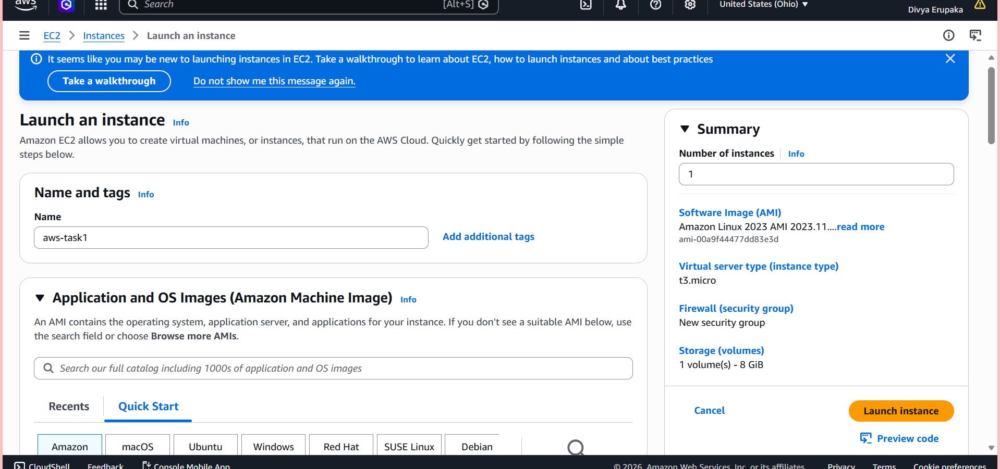 aws
Search
[Alt+S]
United States (Ohio)
Divya Erupaka
EC2
Instances
Launch an instance
It seems like you may be new to launching instances in EC2. Take a walkthrough to learn about EC2, how to launch instances and about best practices
Take a walkthrough
Do not show me this message again.
Launch an instance Info
Amazon EC2 allows you to create virtual machines, or instances, that run on the AWS Cloud. Quickly get started by following the simple
steps below.
Name and tags Info
Name
aws-task1
Add additional tags
Application and OS Images (Amazon Machine Image) Info
An AMI contains the operating system, application server, and applications for your instance. If you don't see a suitable AMI below, use
the search field or choose Browse more AMIs.
Search our full catalog including 1000s of application and OS images
Recents
Quick Start
Amazon
macOS
Ubuntu
Windows
Red Hat
SUSE Linux
Debian
Summary
Number of instances
Info
1
Software Image (AMI)
Amazon Linux 2023 AMI 2023.11....read more
ami-00a9f44477dd83e3d
Virtual server type (instance type)
t3.micro
Firewall (security group)
New security group
Storage (volumes)
1 volume(s) - 8 GiB
Cancel
Launch instance
Preview code
CloudShell
Feedback
Console Mobile App
© 2026, Amazon Web Services, Inc. or its affiliates.
Privacy
Terms
Cookie preferences